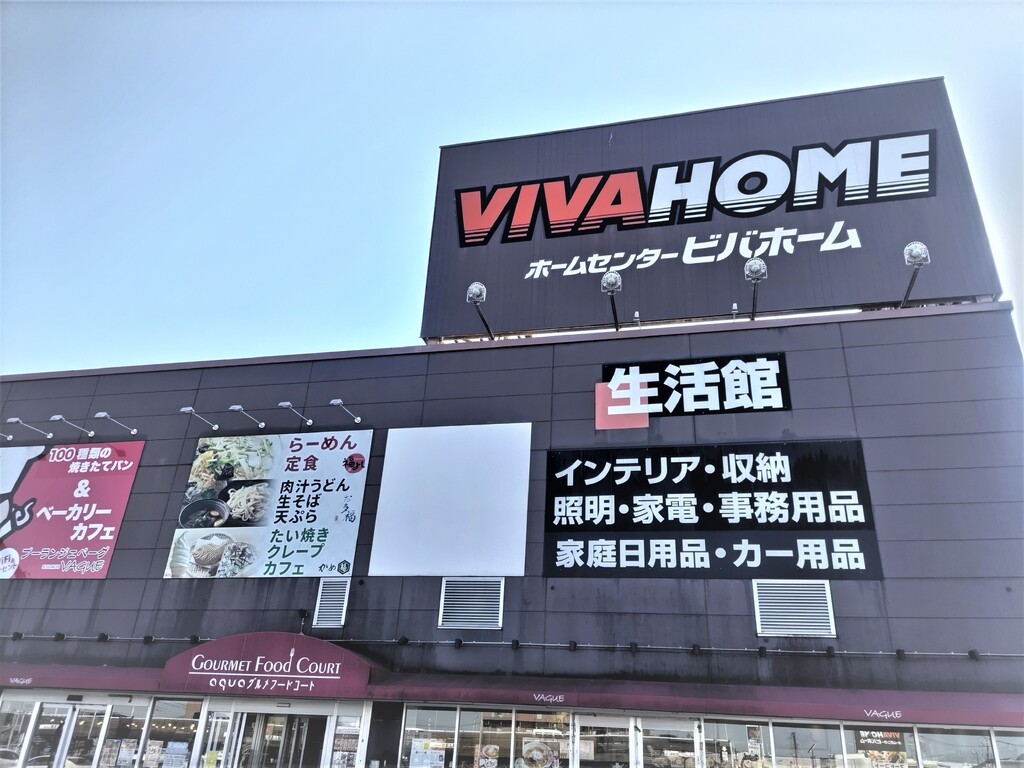 VIVAHOME
ホームセンタービバホーム
生活館
インテリア・収納
照明・家電・事務用品
家庭日用品・カー用品
100種類の
焼きたてパン
&
ベーカリー
カフェ
ブーランジェベーグ
VAGUE
らーめん
定食
肉汁うどん
生そば
天ぷら
お多福
たい焼き
クレープ
カフェ
GOURMET FOOD COURT
aquaグルメフードコート
VAGUE
VAGUE
VAGUE